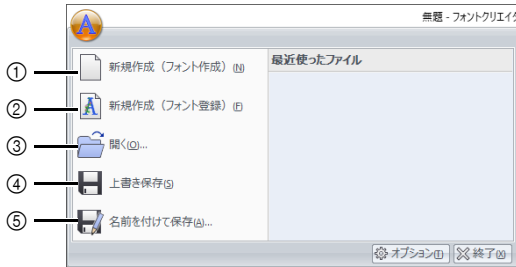 無題 - フォントクリエイタ
① 新規作成（フォント作成）(N)
② 新規作成（フォント登録）(F)
③ 開く(O)...
④ 上書き保存(S)
⑤ 名前を付けて保存(A)...
最近使ったファイル
オプション(T) 終了(X)